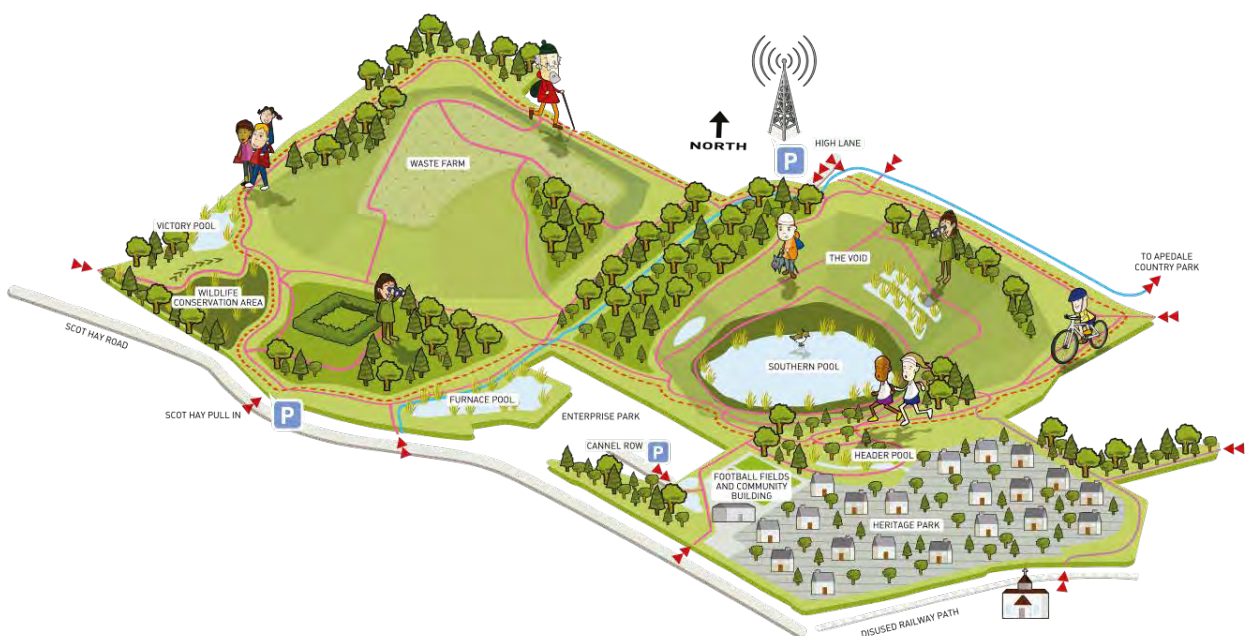 NORTH
P
HIGH LANE
WASTE FARM
VICTORY POOL
THE VOID
TO APEDALE
COUNTRY PARK
WILDLIFE
CONSERVATION AREA
SCOT HAY ROAD
SOUTHERN POOL
FURNACE POOL
SCOT HAY PULL IN
P
ENTERPRISE PARK
CANNEL ROW
P
HEADER POOL
FOOTBALL FIELDS
AND COMMUNITY
BUILDING
HERITAGE PARK
DISUSED RAILWAY PATH